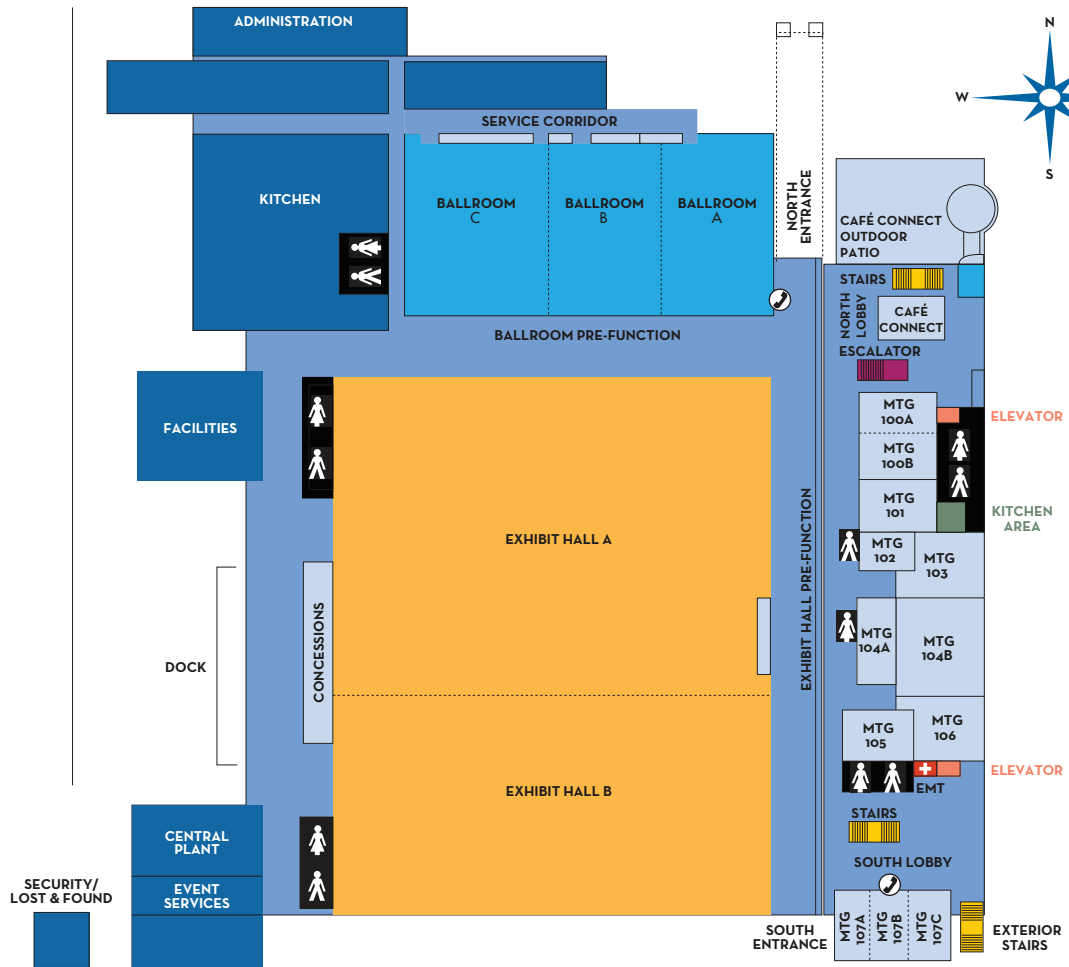 ADMINISTRATION
N
W
S
SERVICE CORRIDOR
KITCHEN
BALLROOM
C
BALLROOM
B
BALLROOM
A
NORTH
ENTRANCE
CAFÉ CONNECT
OUTDOOR
PATIO
STAIRS
NORTH
LOBBY
CAFÉ
CONNECT
BALLROOM PRE-FUNCTION
ESCALATOR
FACILITIES
MTG
100A
ELEVATOR
MTG
100B
MTG
101
KITCHEN
AREA
EXHIBIT HALL A
EXHIBIT HALL PRE-FUNCTION
MTG
102
MTG
103
DOCK
CONCESSIONS
MTG
104A
MTG
104B
MTG
105
MTG
106
ELEVATOR
EMT
EXHIBIT HALL B
STAIRS
CENTRAL
PLANT
SOUTH LOBBY
SECURITY/
LOST & FOUND
EVENT
SERVICES
SOUTH
ENTRANCE
MTG
107A
MTG
107B
MTG
107C
EXTERIOR
STAIRS